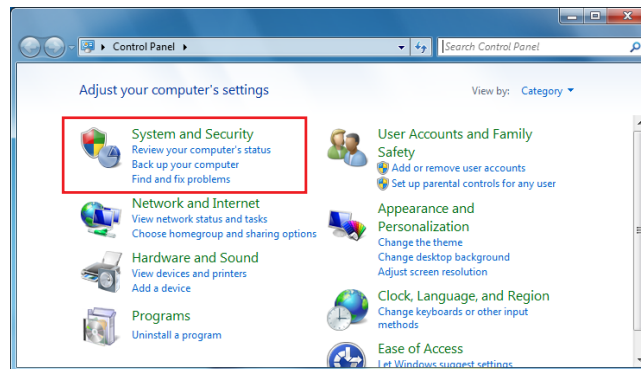 Control Panel
Search Control Panel
Adjust your computer's settings
View by: Category
System and Security
Review your computer's status
Back up your computer
Find and fix problems
Network and Internet
View network status and tasks
Choose homegroup and sharing options
Hardware and Sound
View devices and printers
Add a device
Programs
Uninstall a program
User Accounts and Family
Safety
Add or remove user accounts
Set up parental controls for any user
Appearance and
Personalization
Change the theme
Change desktop background
Adjust screen resolution
Clock, Language, and Region
Change keyboards or other input
methods
Ease of Access
Let Windows suggest settings